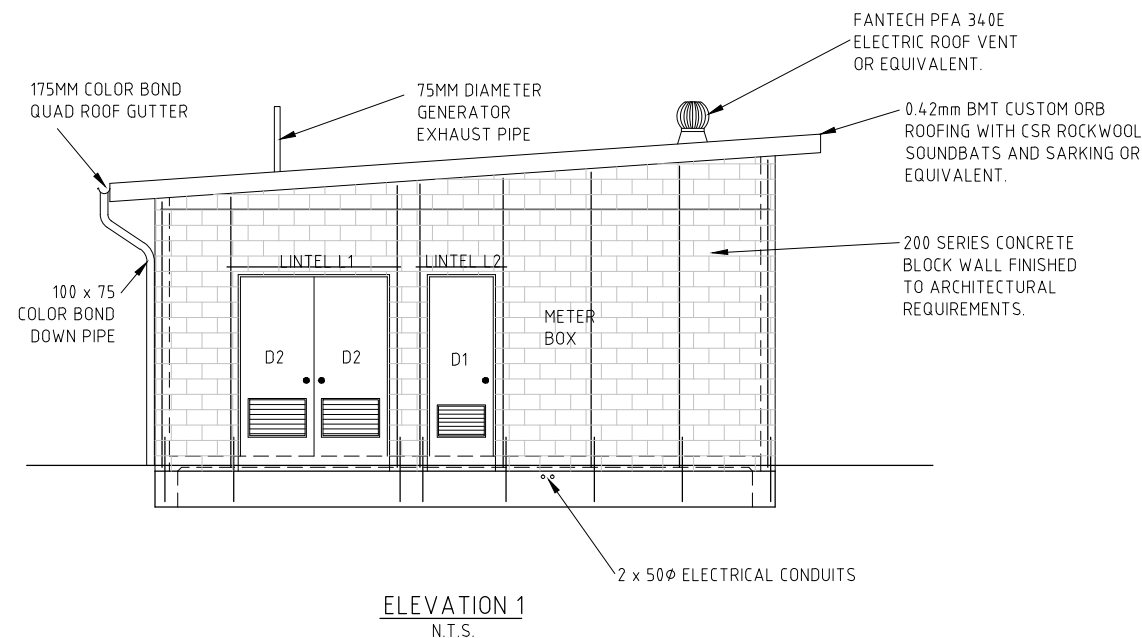 FANTECH PFA 340E
ELECTRIC ROOF VENT
OR EQUIVALENT.
175MM COLOR BOND
QUAD ROOF GUTTER
75MM DIAMETER
GENERATOR
EXHAUST PIPE
0.42mm BMT CUSTOM ORB
ROOFING WITH CSR ROCKWOOL
SOUNDBATS AND SARKING OR
EQUIVALENT.
200 SERIES CONCRETE
BLOCK WALL FINISHED
TO ARCHITECTURAL
REQUIREMENTS.
LINTEL L1
LINTEL L2
100 x 75
COLOR BOND
DOWN PIPE
METER
BOX
D2
D2
D1
2 x 50Ø ELECTRICAL CONDUITS
ELEVATION 1
N.T.S.